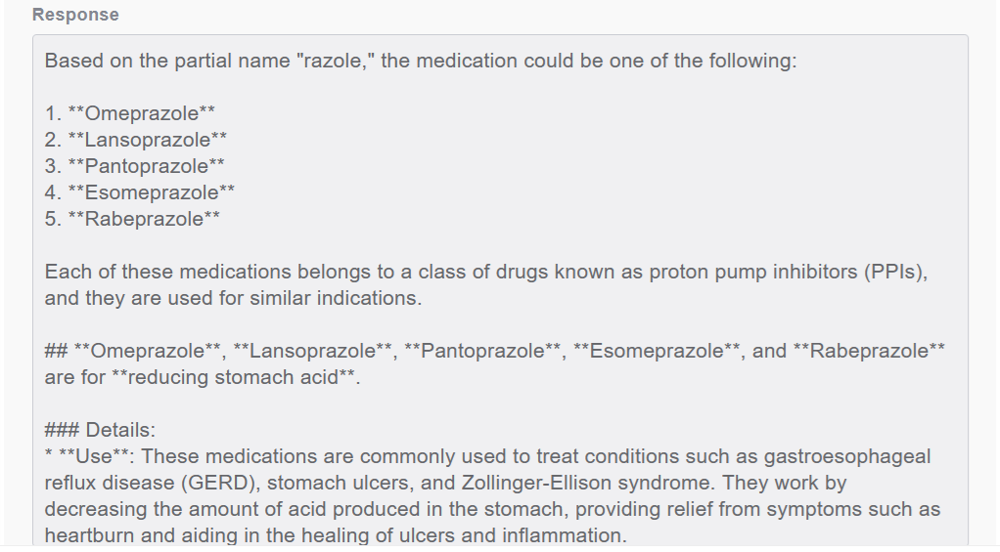 Response
Based on the partial name "razole," the medication could be one of the following:
1. **Omeprazole**
2. **Lansoprazole**
3. **Pantoprazole**
4. **Esomeprazole**
5. **Rabeprazole**
Each of these medications belongs to a class of drugs known as proton pump inhibitors (PPIs),
and they are used for similar indications.
## **Omeprazole**, **Lansoprazole**, **Pantoprazole**, **Esomeprazole**, and **Rabeprazole**
are for **reducing stomach acid**.
### Details:
* **Use**: These medications are commonly used to treat conditions such as gastroesophageal
reflux disease (GERD), stomach ulcers, and Zollinger-Ellison syndrome. They work by
decreasing the amount of acid produced in the stomach, providing relief from symptoms such as
heartburn and aiding in the healing of ulcers and inflammation.